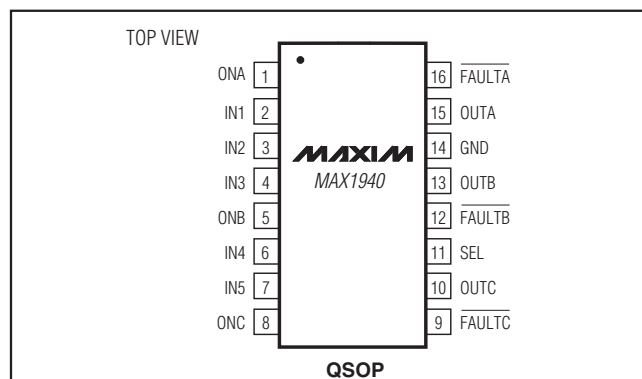 TOP VIEW
ONA 1 16 FAULTA
IN1 2 15 OUTA
IN2 3 14 GND
MAXIM
IN3 4 13 OUTB
MAX1940
ONB 5 12 FAULTB
IN4 6 11 SEL
IN5 7 10 OUTC
ONC 8 9 FAULTC
QSOP